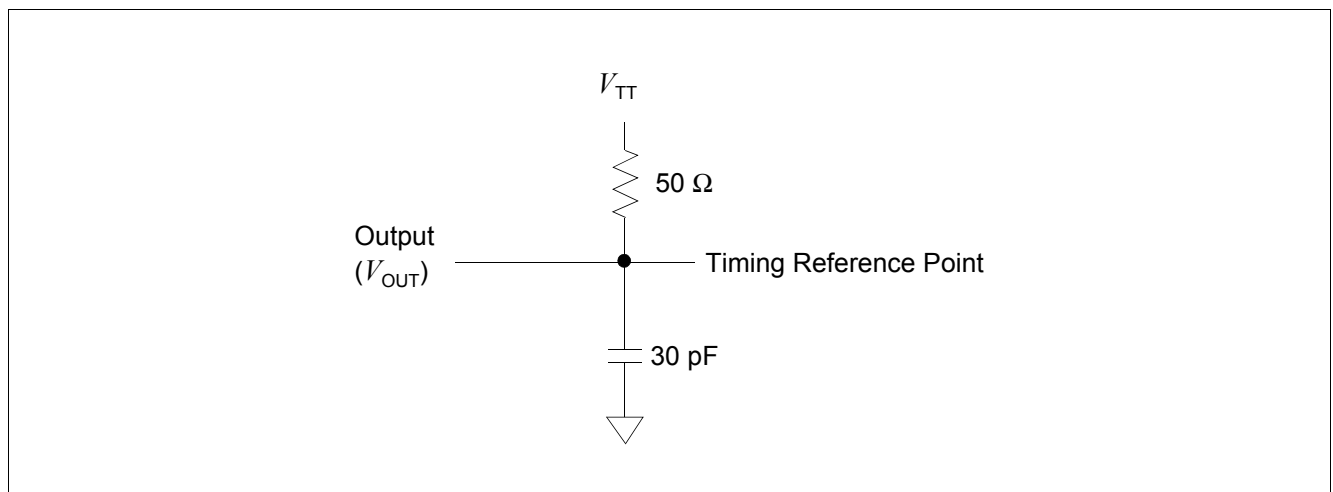 V_TT
50 Ω
Output
(V_OUT)
Timing Reference Point
30 pF